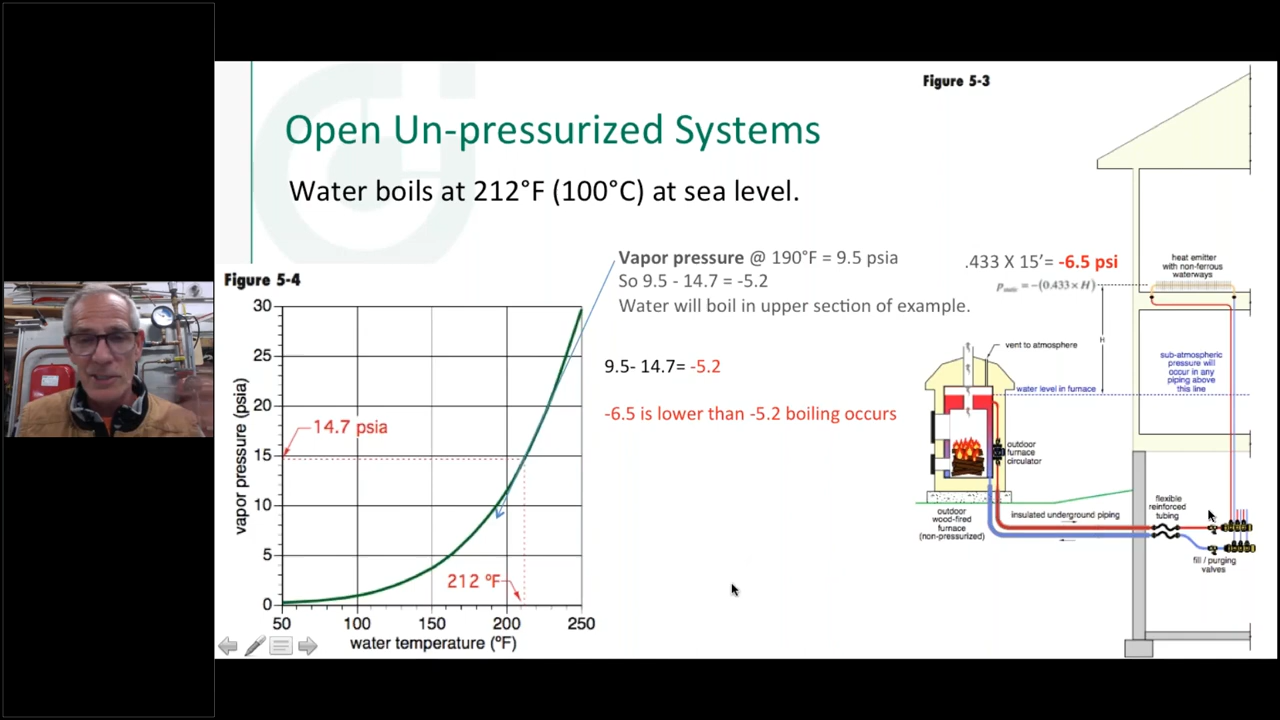 Figure 5-3
Open Un-pressurized Systems
Water boils at 212°F (100°C) at sea level.
Vapor pressure @ 190°F = 9.5 psia
So 9.5 - 14.7 = -5.2
Water will boil in upper section of example.
.433 X 15’= -6.5 psi
= -(0.433 × H)
heat emitter
with non-ferrous
waterways
Figure 5-4
30
25
20
15
10
5
0
vapor pressure (psia)
14.7 psia
212 ºF
50
100
150
200
250
water temperature (ºF)
9.5- 14.7= -5.2
-6.5 is lower than -5.2 boiling occurs
vent to atmosphere
H
water level in furnace
sub-atmospheric
pressure will
occur in any
piping above
this line
outdoor
furnace
circulator
outdoor
wood-fired
furnace
(non-pressurized)
insulated underground piping
flexible
reinforced
tubing
fill / purging
valves